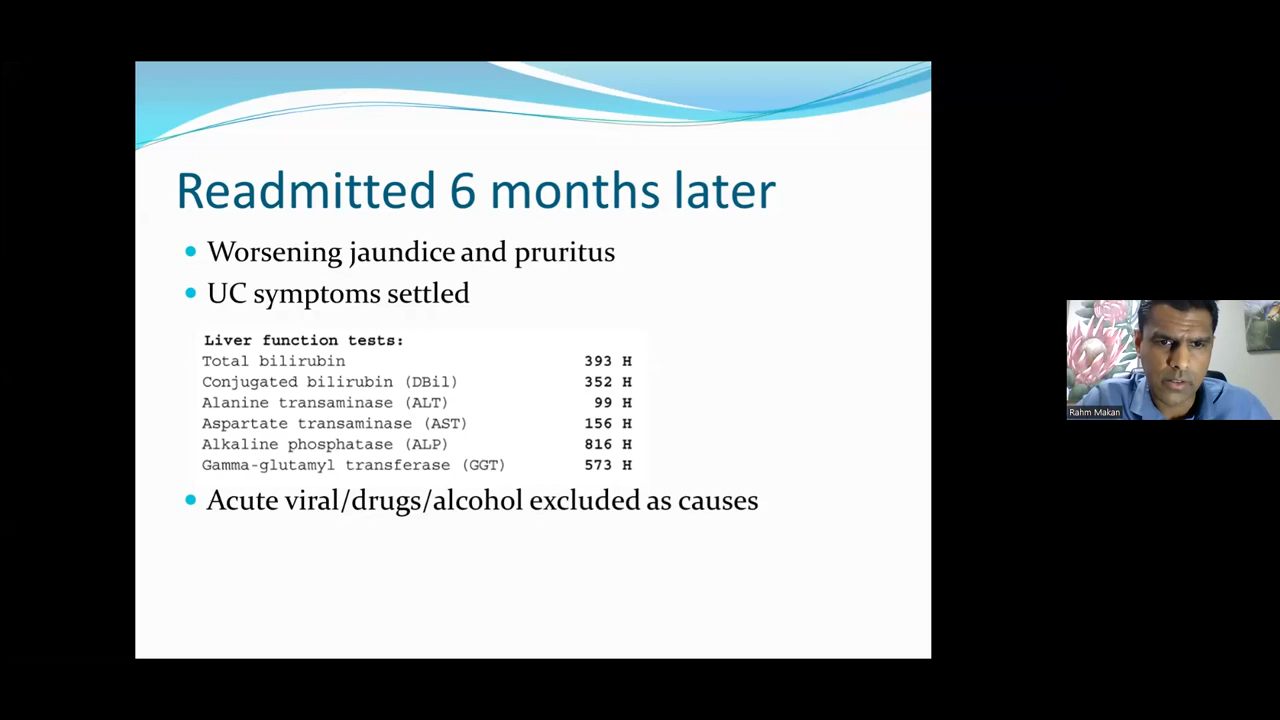 Readmitted 6 months later
Worsening jaundice and pruritus
UC symptoms settled
Liver function tests:
Total bilirubin 393 H
Conjugated bilirubin (DBil) 352 H
Alanine transaminase (ALT) 99 H
Aspartate transaminase (AST) 156 H
Alkaline phosphatase (ALP) 816 H
Gamma-glutamyl transferase (GGT) 573 H
Acute viral/drugs/alcohol excluded as causes
Rahm Makan